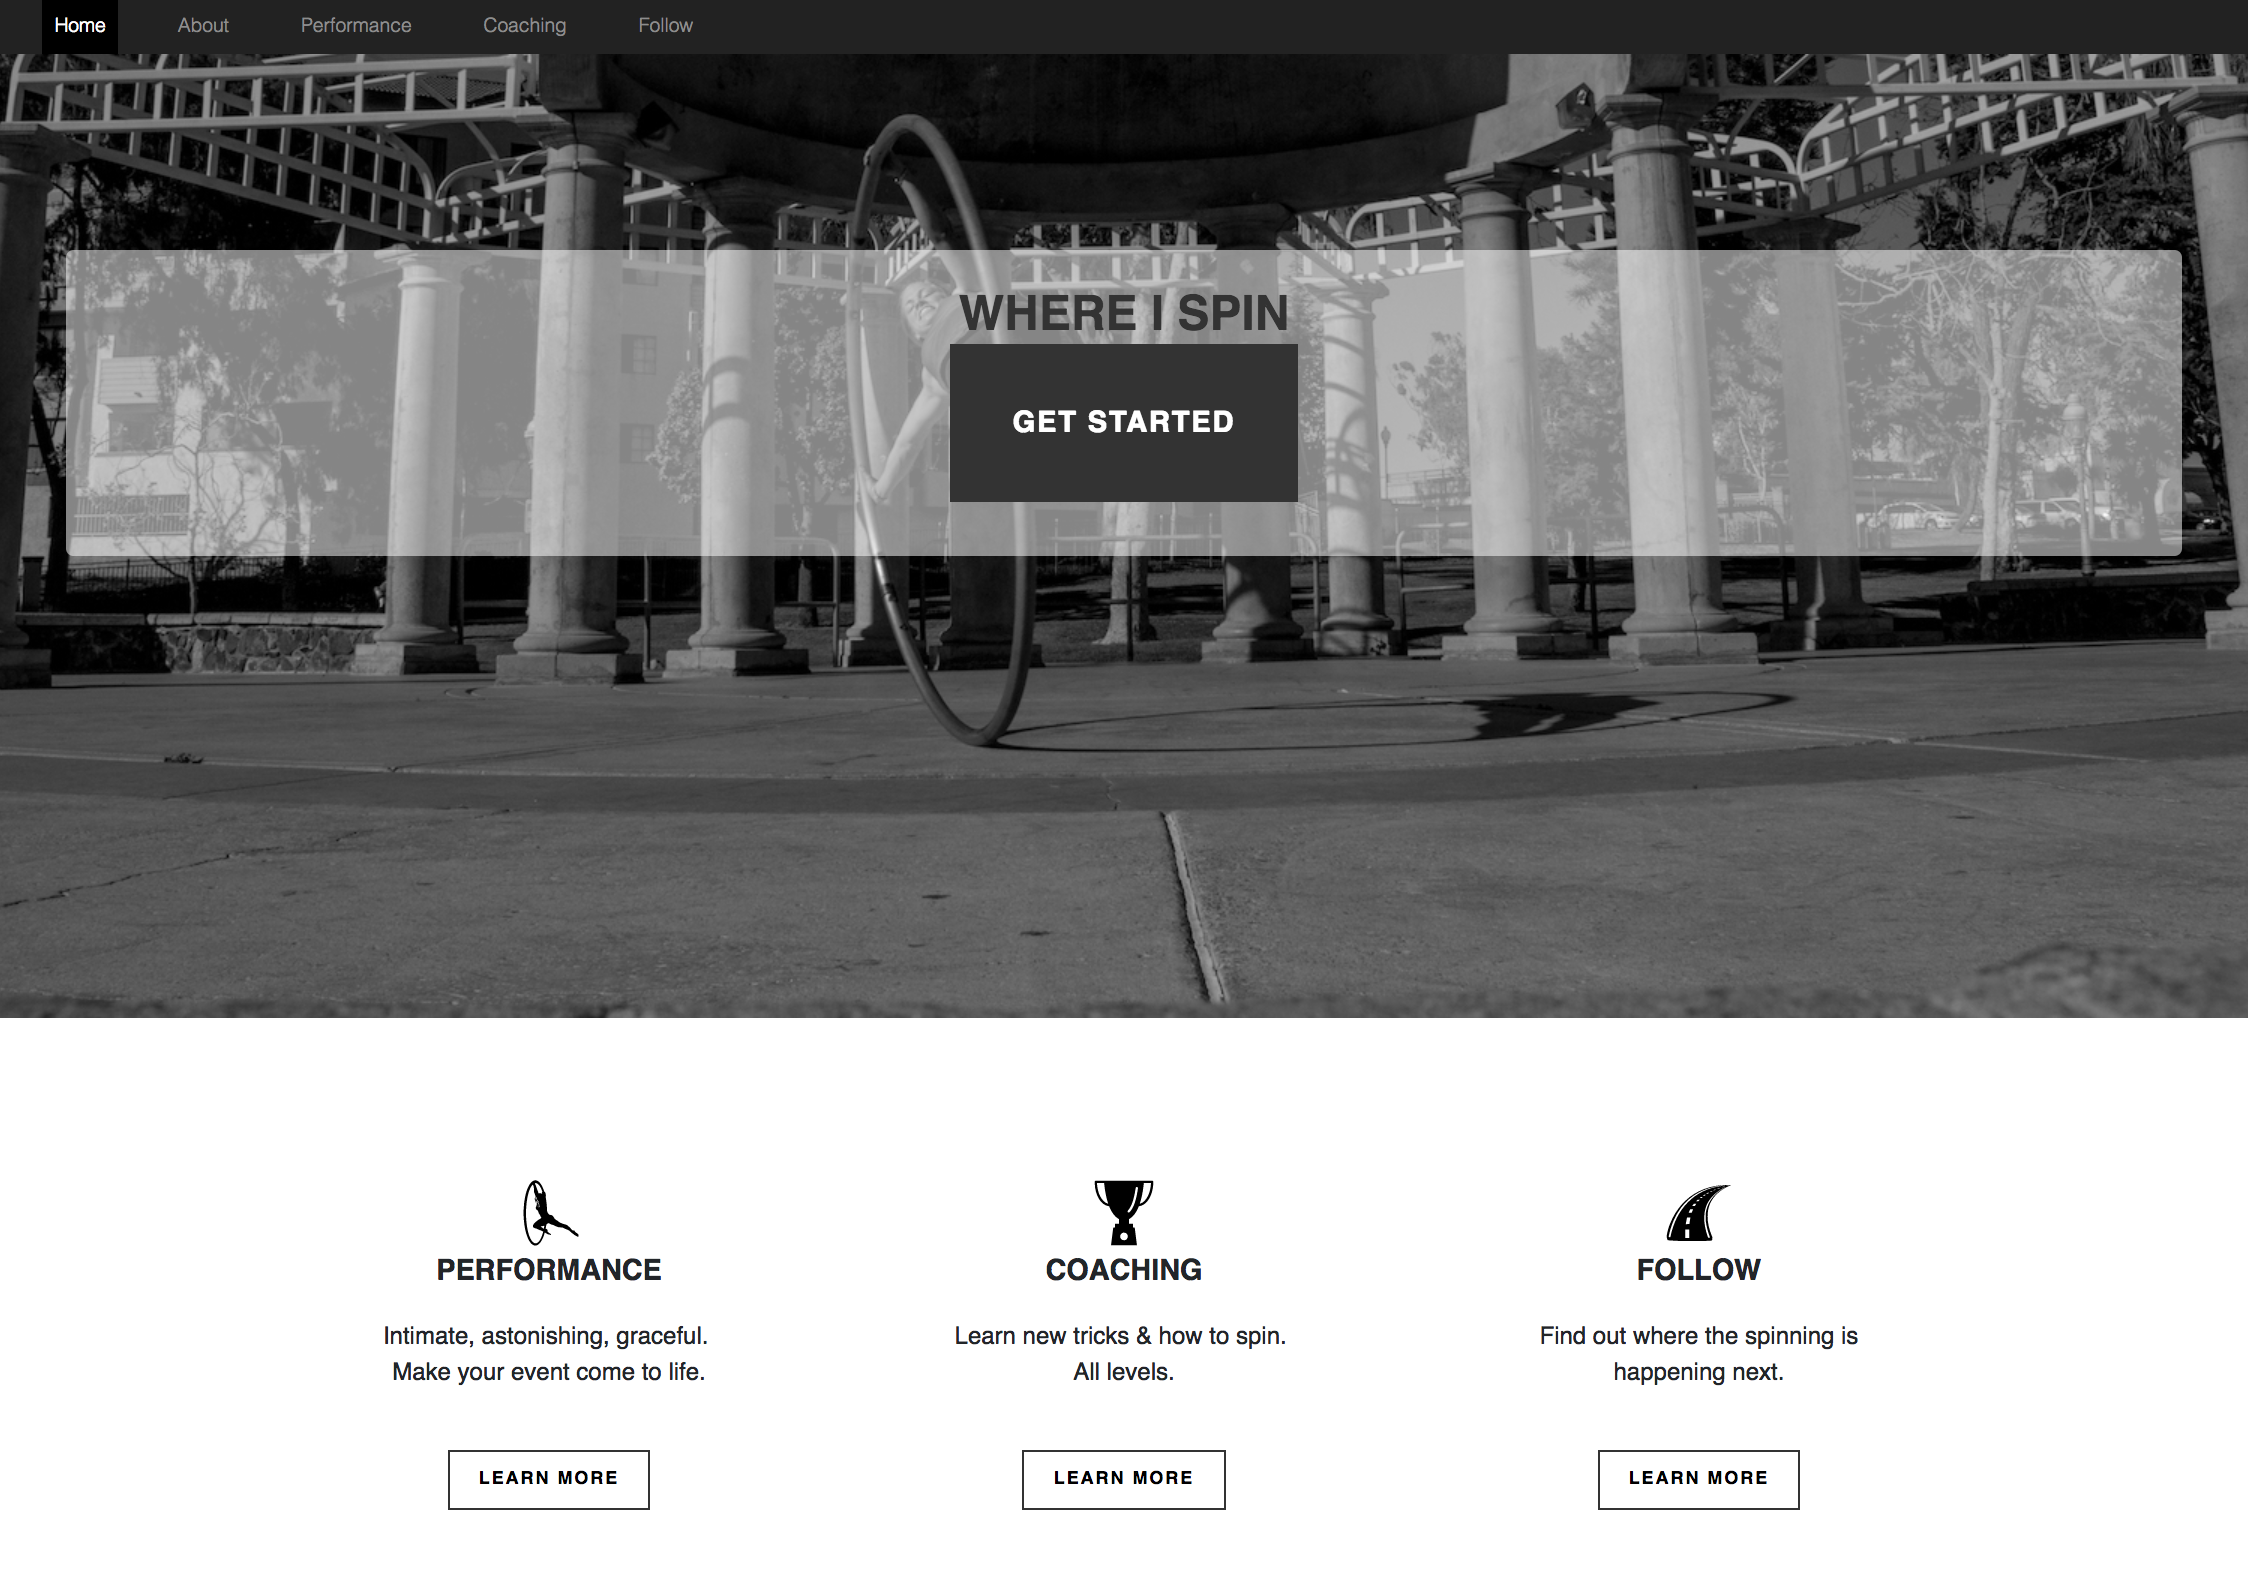 Home About Performance Coaching Follow
WHERE I SPIN
GET STARTED
PERFORMANCE
Intimate, astonishing, graceful.
Make your event come to life.
LEARN MORE
COACHING
Learn new tricks & how to spin.
All levels.
LEARN MORE
FOLLOW
Find out where the spinning is
happening next.
LEARN MORE